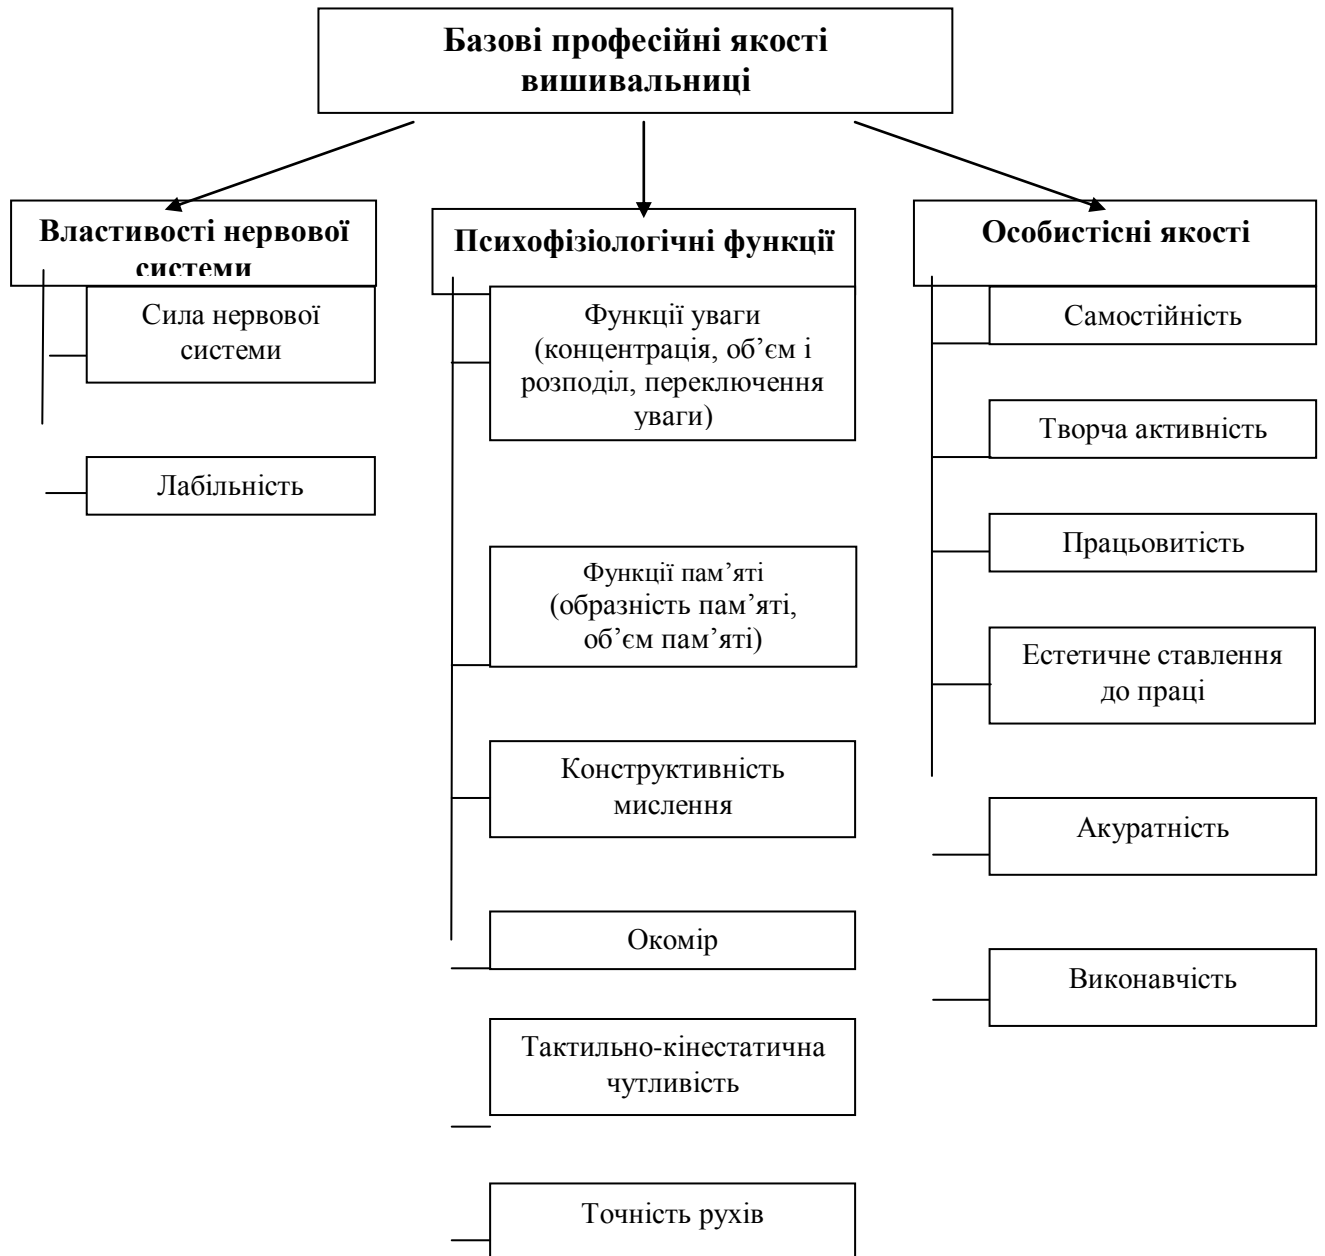 Базові професійні якості
вишивальниці
Властивості нервової
системи
Сила нервової
системи
Лабільність
Психофізіологічні функції
Функції уваги
(концентрація, об’єм і
розподіл, переключення
уваги)
Функції пам’яті
(образність пам’яті,
об’єм пам’яті)
Конструктивність
мислення
Окомір
Тактильно-кінестатична
чутливість
Точність рухів
Особистісні якості
Самостійність
Творча активність
Працьовитість
Естетичне ставлення
до праці
Акуратність
Виконавчість